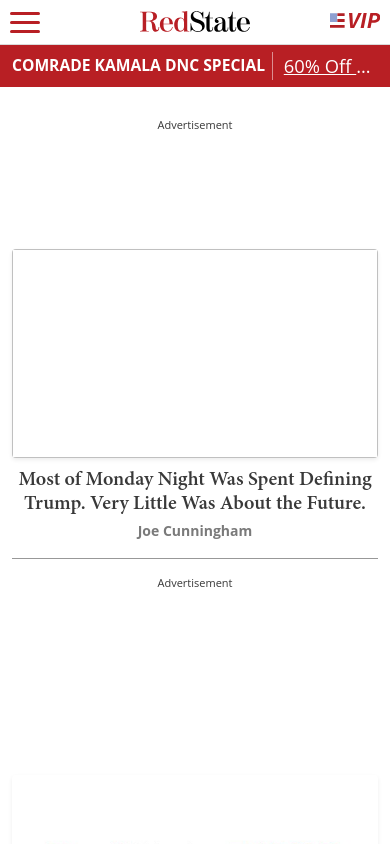 RedState
VIP
COMRADE KAMALA DNC SPECIAL
60% Off ...
Advertisement
Most of Monday Night Was Spent Defining
Trump. Very Little Was About the Future.
Joe Cunningham
Advertisement